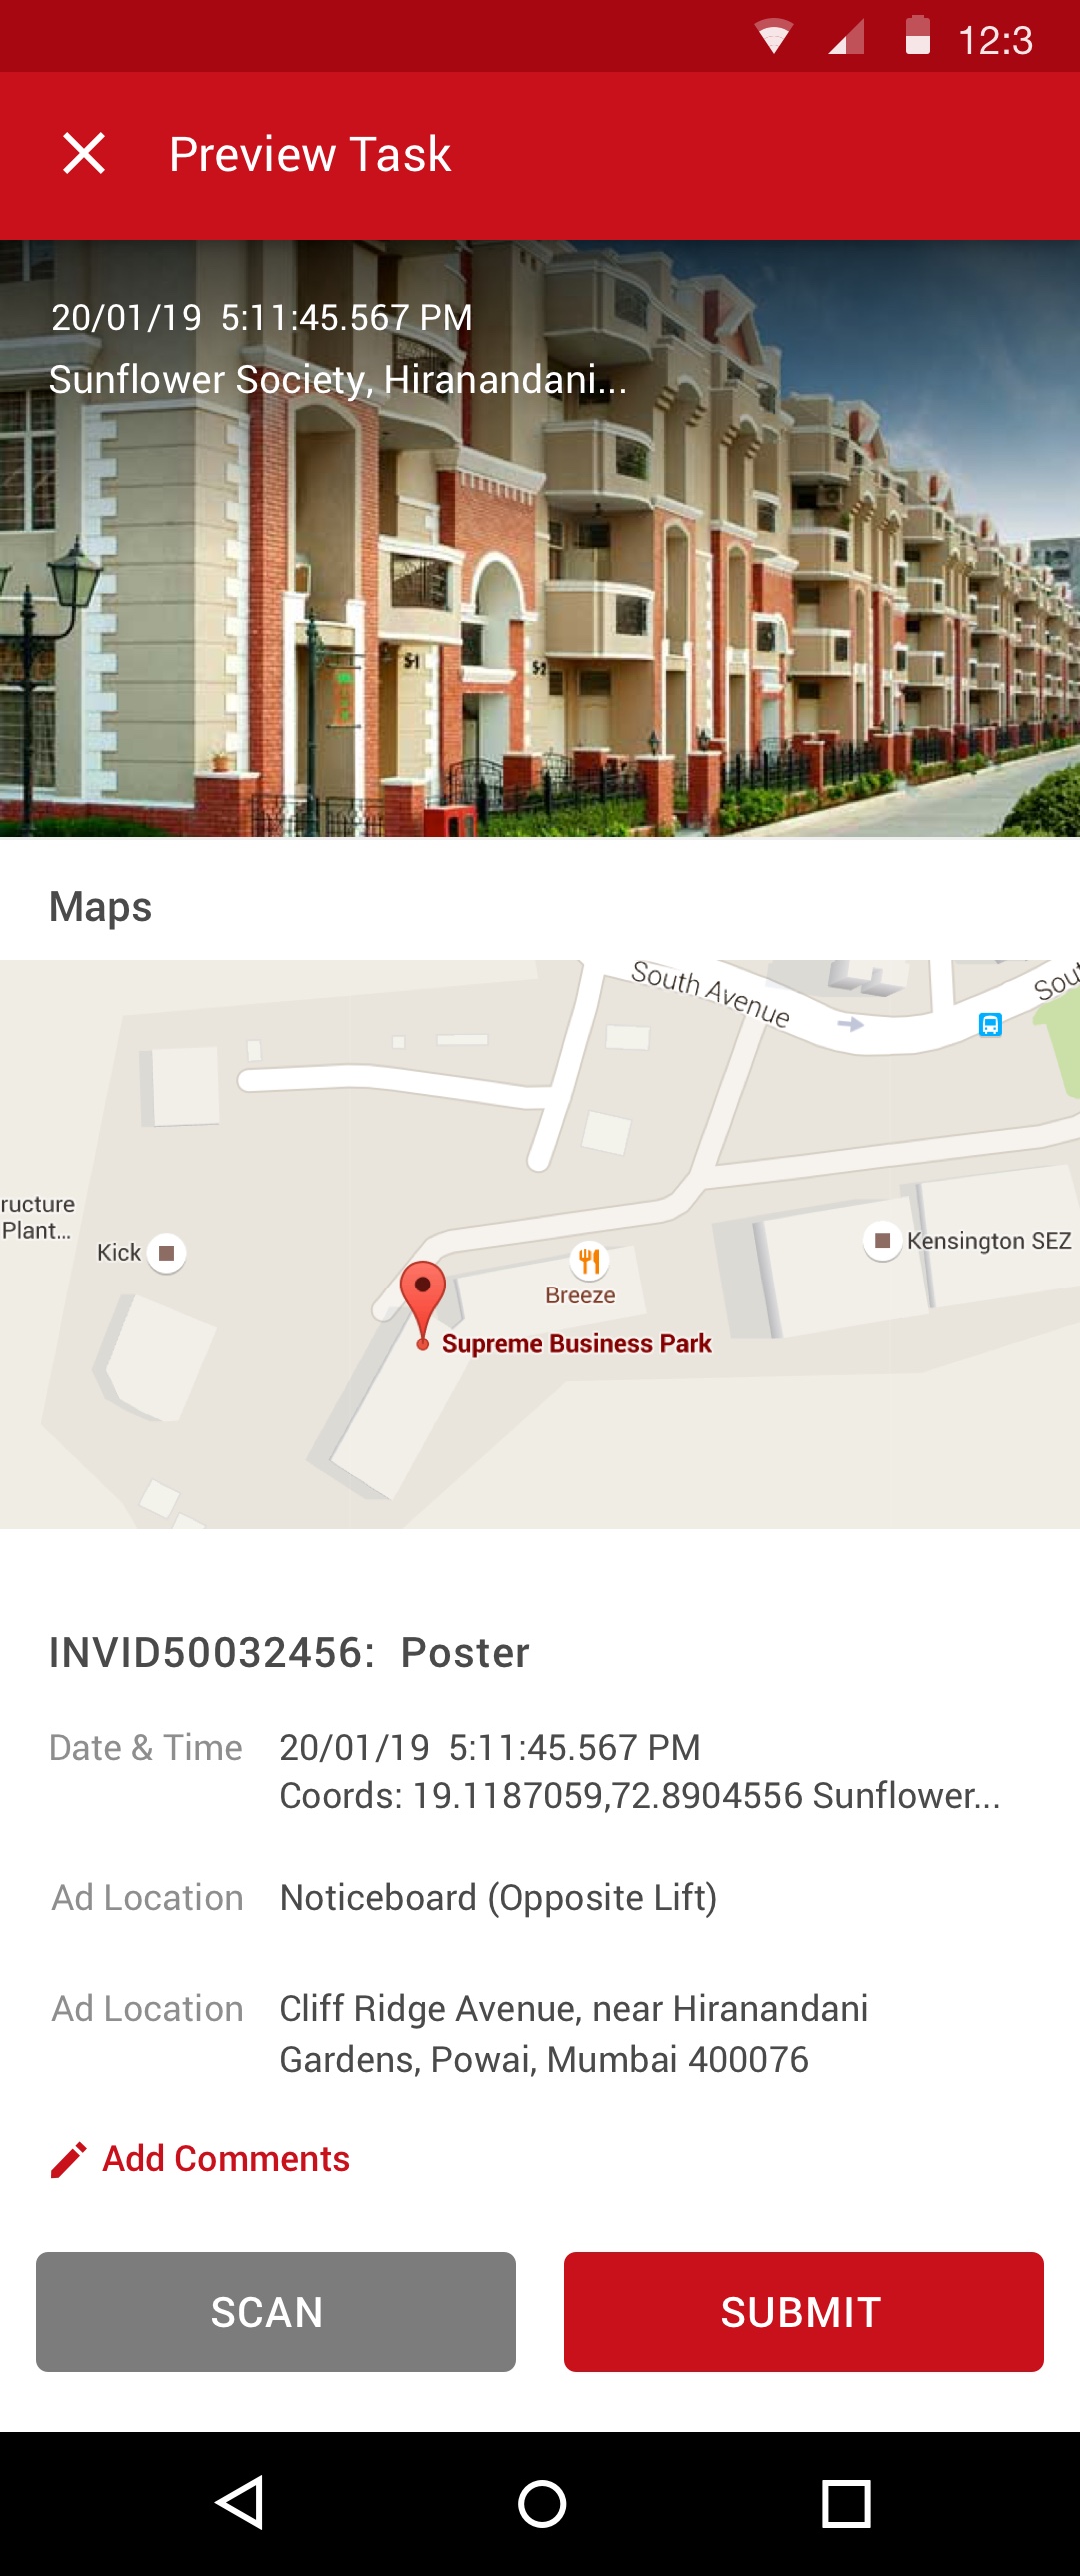 12:3
Preview Task
20/01/19 5:11:45.567 PM
Sunflower Society, Hiranandani...
S-1
S-2
Maps
South Avenue
Sout
ructure
Plant...
Kick
Kensington SEZ
Breeze
Supreme Business Park
INVID50032456: Poster
Date & Time 20/01/19 5:11:45.567 PM
Coords: 19.1187059,72.8904556 Sunflower...
Ad Location Noticeboard (Opposite Lift)
Ad Location Cliff Ridge Avenue, near Hiranandani
Gardens, Powai, Mumbai 400076
Add Comments
SCAN
SUBMIT